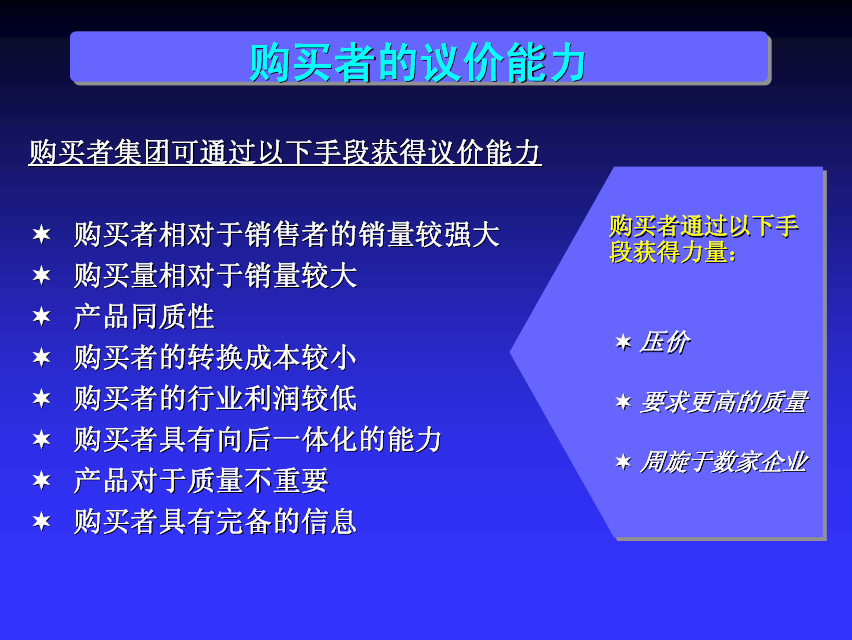 购买者的议价能力
购买者集团可通过以下手段获得议价能力
购买者相对于销售者的销量较强大
购买量相对于销量较大
产品同质性
购买者的转换成本较小
购买者的行业利润较低
购买者具有向后一体化的能力
产品对于质量不重要
购买者具有完备的信息
购买者通过以下手
段获得力量：
压价
要求更高的质量
周旋于数家企业